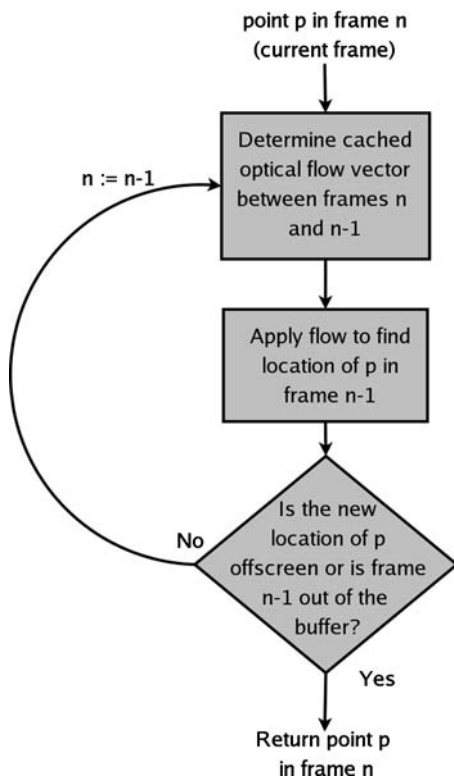 point p in frame n
(current frame)
Determine cached
optical flow vector
between frames n
and n-1
n := n-1
Apply flow to find
location of p in
frame n-1
Is the new
location of p
offscreen or is frame
n-1 out of the
buffer?
No
Yes
Return point p
in frame n